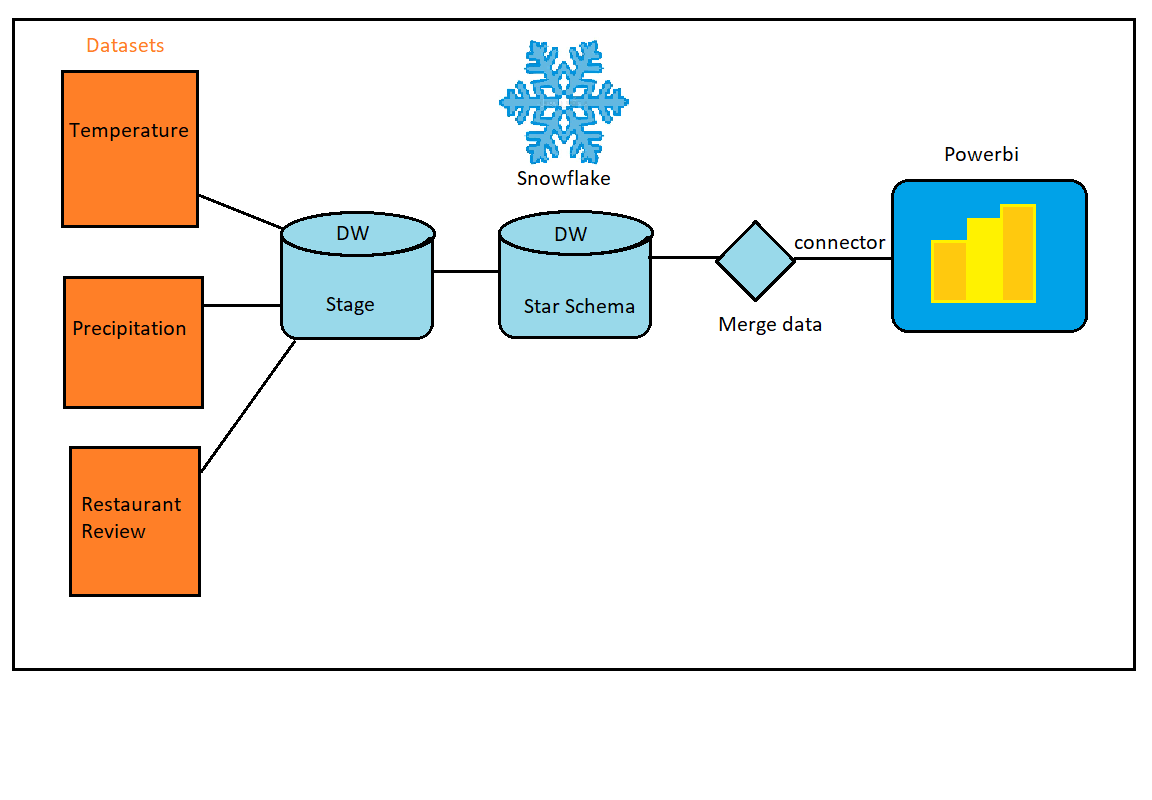 Datasets
Temperature
Precipitation
Restaurant
Review
DW
Stage
Snowflake
DW
Star Schema
Merge data
connector
Powerbi